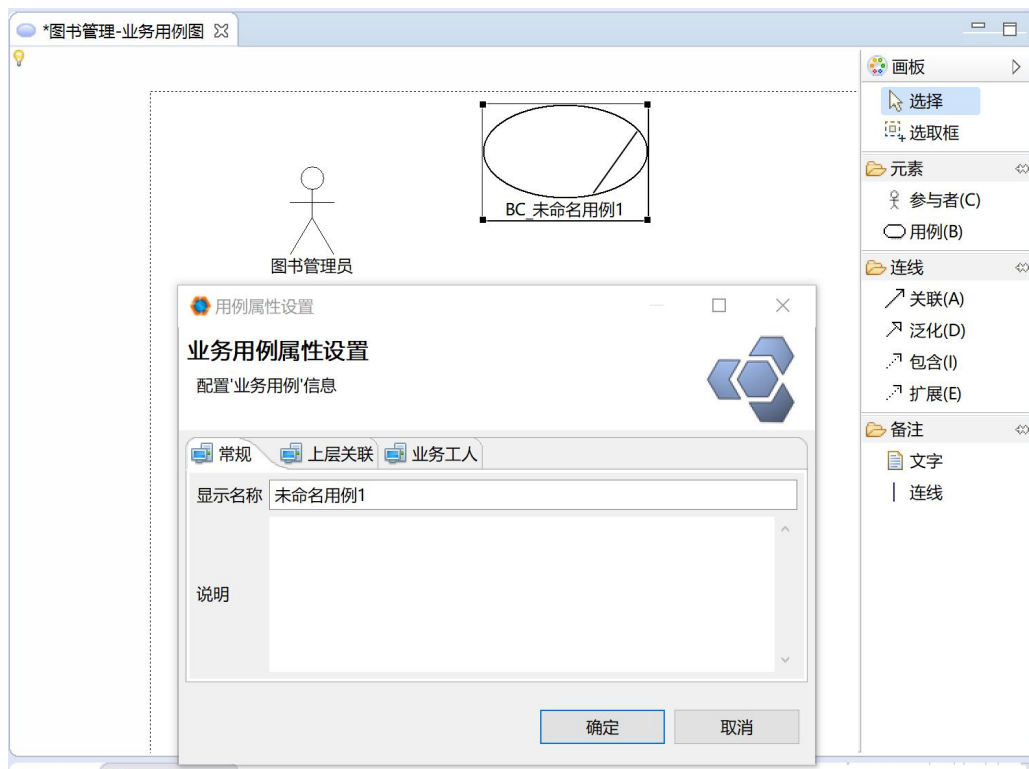 *图书管理-业务用例图
画板
选择
选取框
元素
参与者(C)
用例(B)
连线
关联(A)
泛化(D)
包含(I)
扩展(E)
备注
文字
连线
BC_未命名用例1
图书管理员
用例属性设置
业务用例属性设置
配置'业务用例'信息
常规 上层关联 业务工人
显示名称 未命名用例1
说明
确定 取消